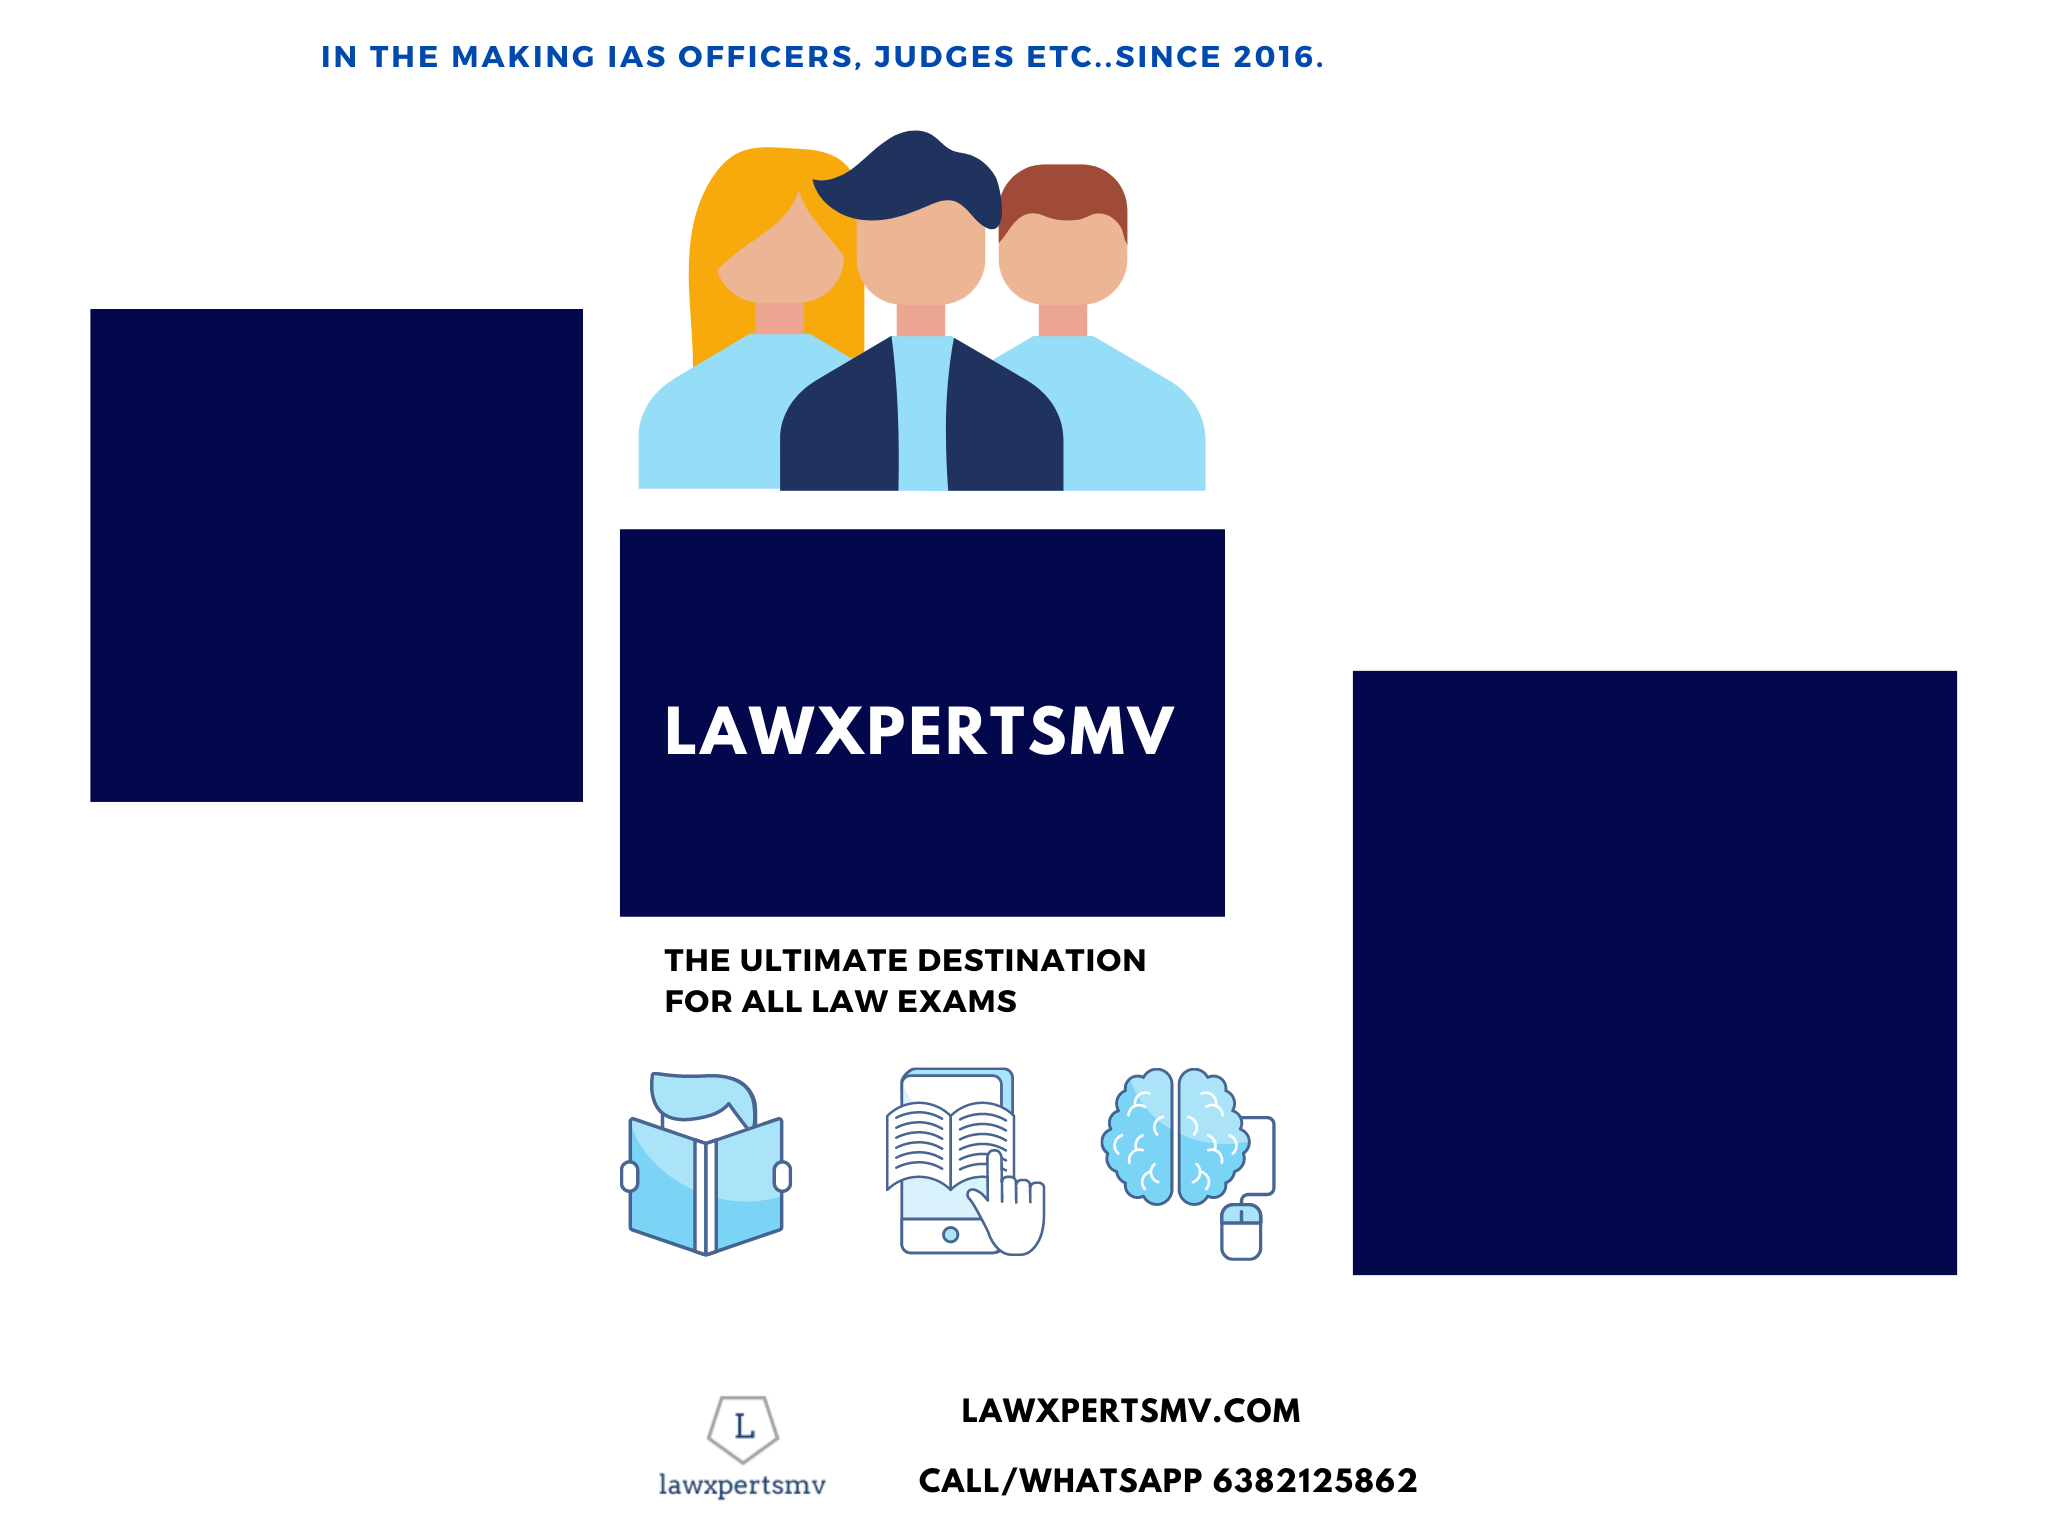 IN THE MAKING IAS OFFICERS, JUDGES ETC..SINCE 2016.
LAWXPERTSMV
THE ULTIMATE DESTINATION
FOR ALL LAW EXAMS
L
lawxpertsmv
LAWXPERTSMV.COM
CALL/WHATSAPP 6382125862